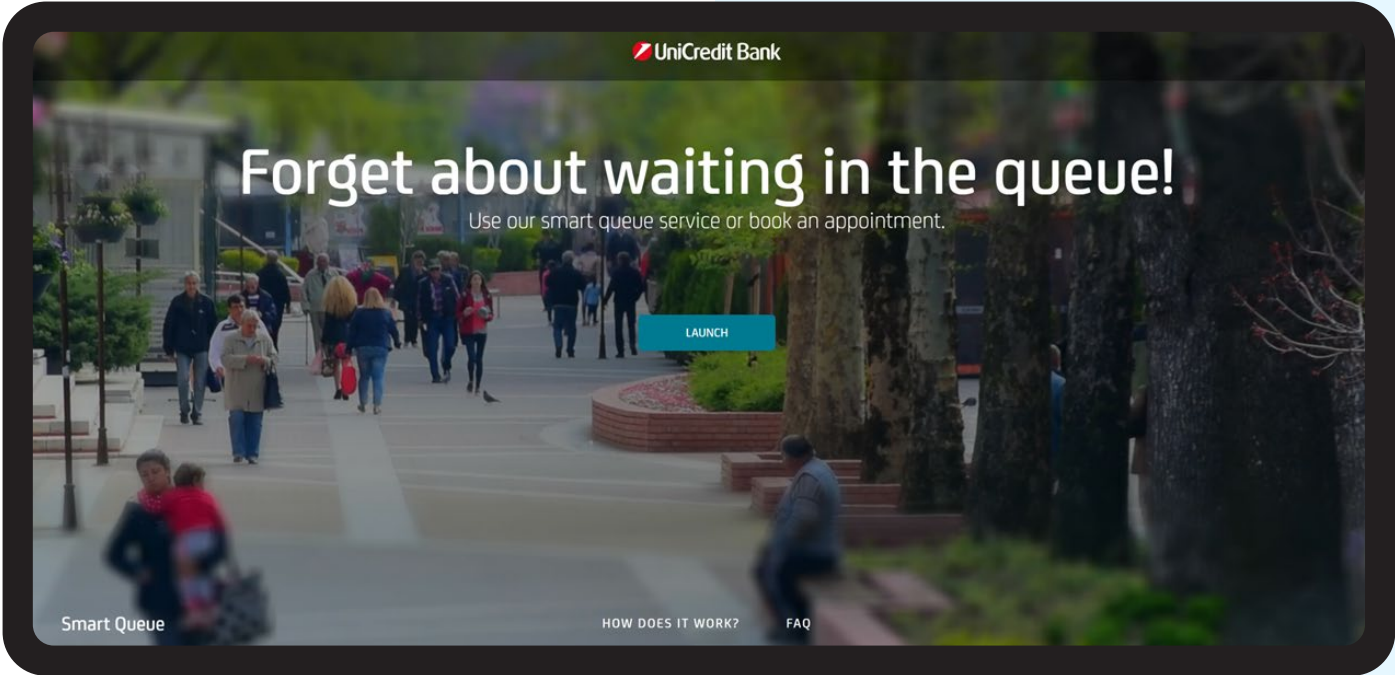 UniCredit Bank
Forget about waiting in the queue!
Use our smart queue service or book an appointment.
LAUNCH
Smart Queue
HOW DOES IT WORK?
FAQ